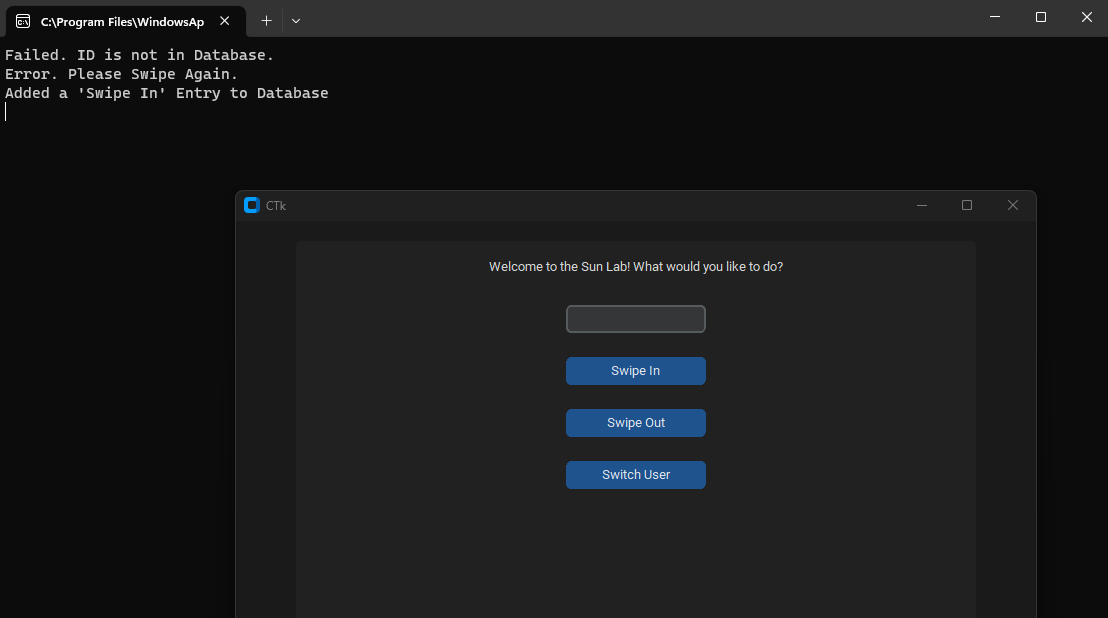 C:\Program Files\WindowsAp
Failed. ID is not in Database.
Error. Please Swipe Again.
Added a 'Swipe In' Entry to Database
CTk
Welcome to the Sun Lab! What would you like to do?
Swipe In
Swipe Out
Switch User